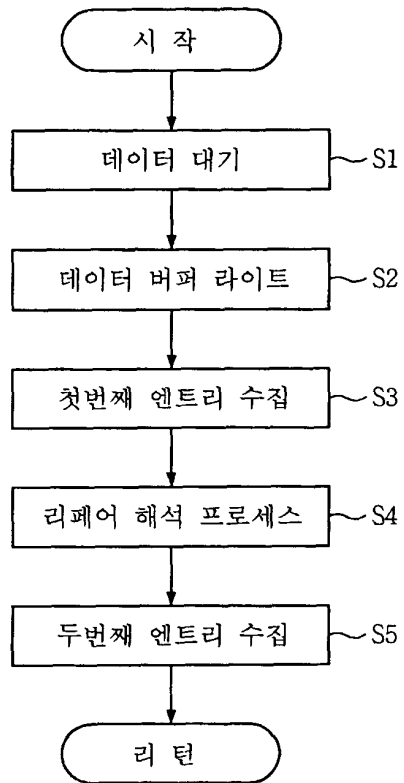 시 작
데이터 대기 S1
데이터 버퍼 라이트 S2
첫번째 엔트리 수집 S3
리페어 해석 프로세스 S4
두번째 엔트리 수집 S5
리 턴